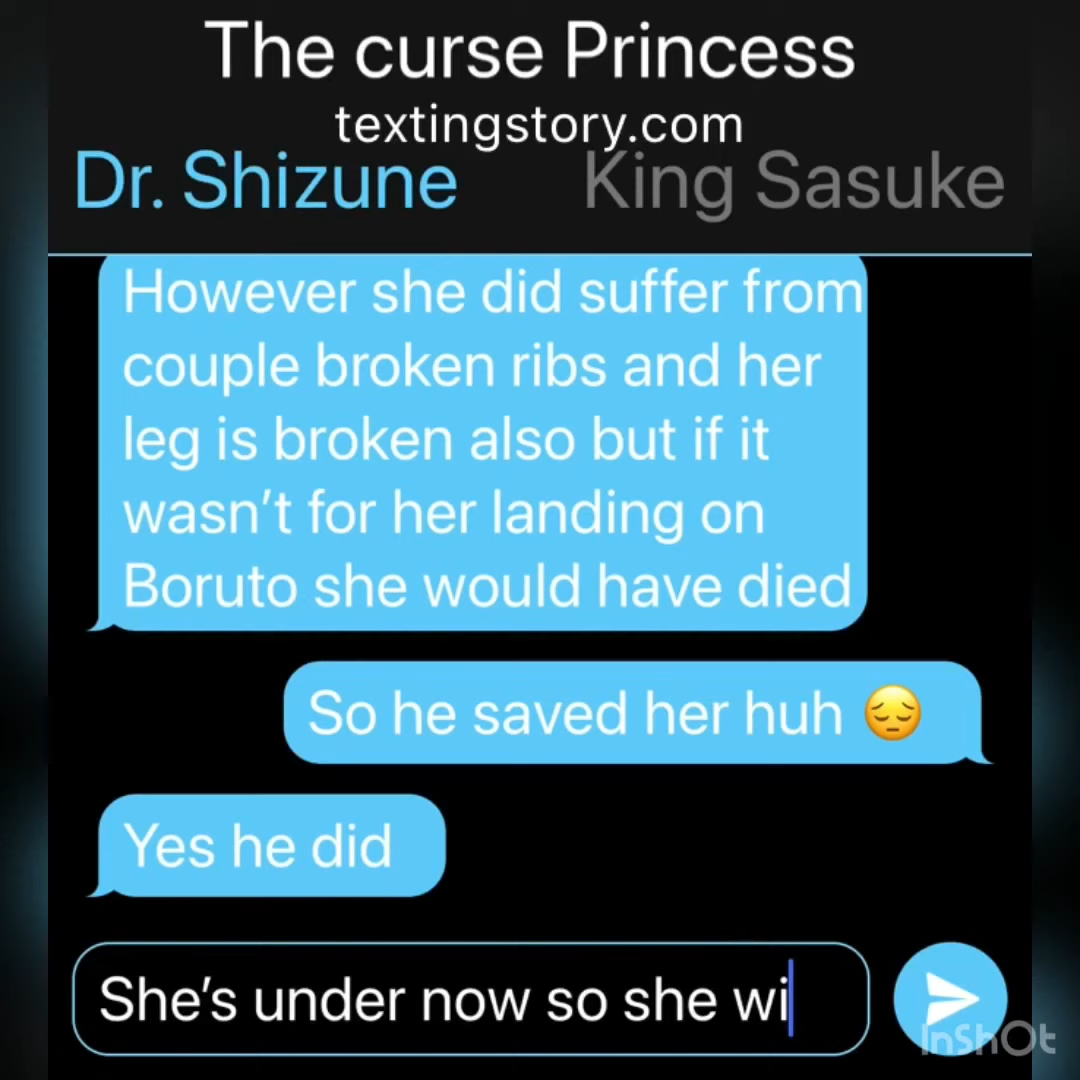 The curse Princess
textingstory.com
Dr. Shizune King Sasuke
However she did suffer from
couple broken ribs and her
leg is broken also but if it
wasn’t for her landing on
Boruto she would have died
So he saved her huh 😔
Yes he did
She’s under now so she wi
InShOt